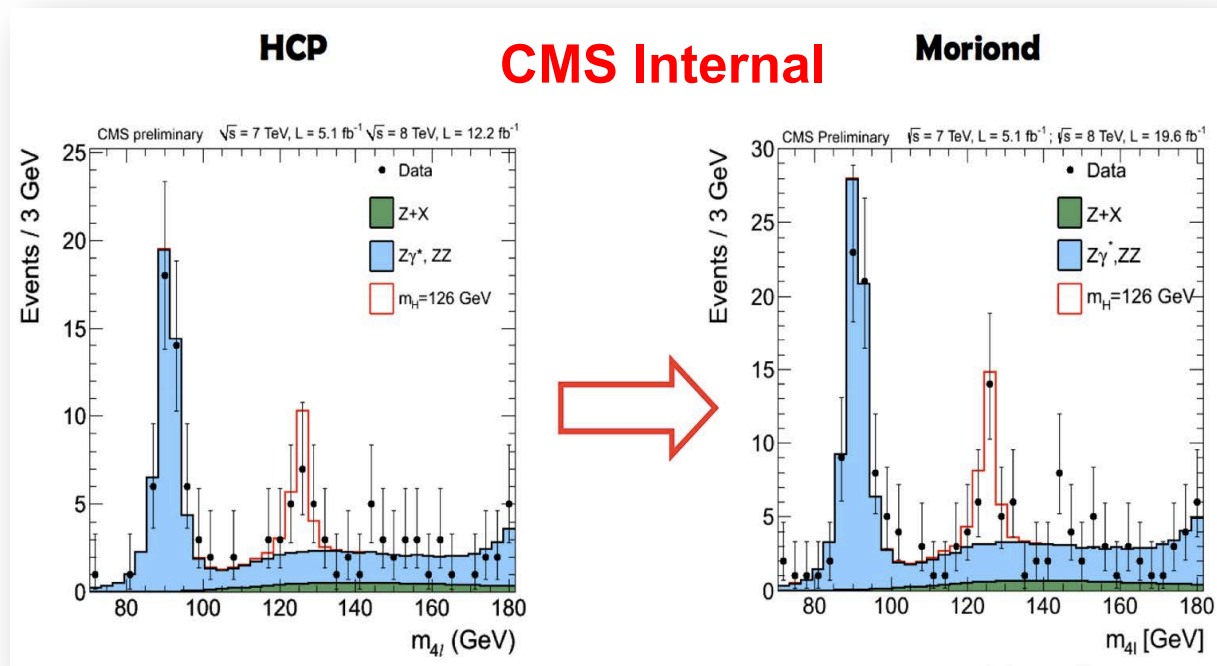 HCP
CMS Internal
Moriond
CMS preliminary √s = 7 TeV, L = 5.1 fb⁻¹ √s = 8 TeV, L = 12.2 fb⁻¹
Events / 3 GeV
25
20
15
10
5
0
Data
Z+X
Zγ*, ZZ
m_H=126 GeV
80 100 120 140 160 180
m_4ℓ (GeV)
CMS Preliminary √s = 7 TeV, L = 5.1 fb⁻¹ ; √s = 8 TeV, L = 19.6 fb⁻¹
Events / 3 GeV
30
25
20
15
10
5
0
Data
Z+X
Zγ*,ZZ
m_H=126 GeV
80 100 120 140 160 180
m_4l [GeV]